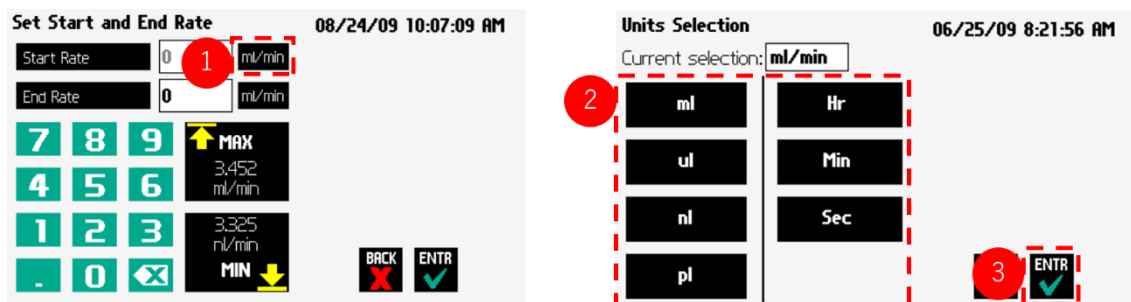 Set Start and End Rate 08/24/09 10:07:09 AM
Start Rate 0 1 ml/min
End Rate 0 ml/min
7 8 9 MAX
3.452
ml/min
4 5 6
1 2 3 3.325
nl/min
. 0 MIN
BACK ENTR
Units Selection 06/25/09 8:21:56 AM
Current selection: ml/min
2 ml Hr
ul Min
nl Sec
pl
3 ENTR